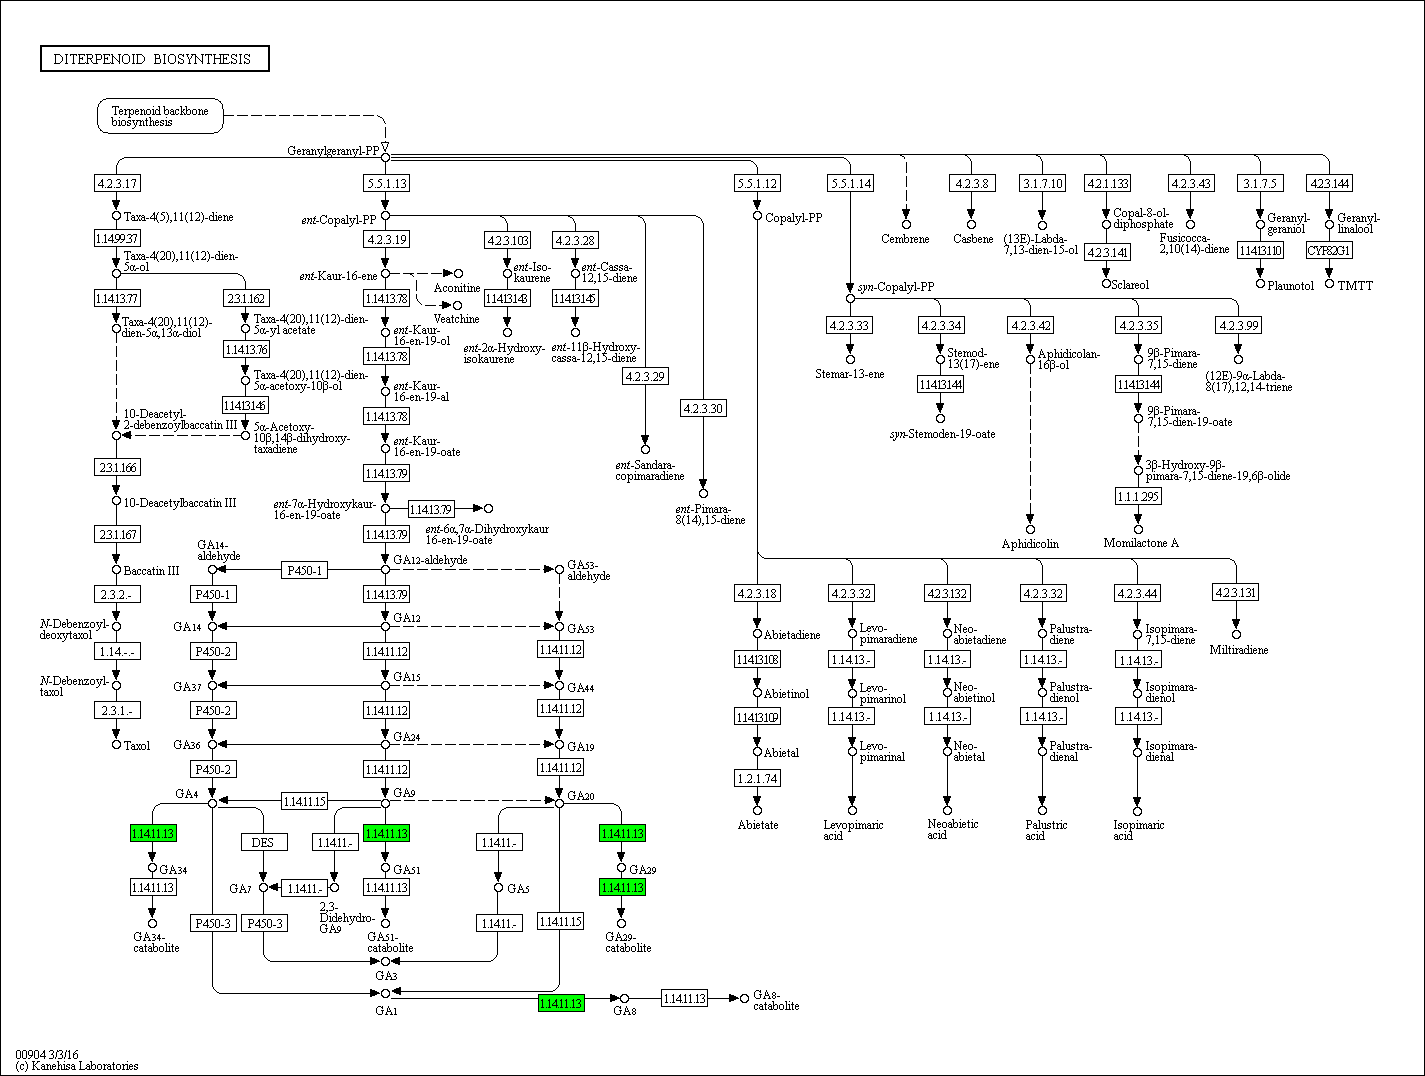 DITERPENOID BIOSYNTHESIS
Terpenoid backbone
biosynthesis
Geranylgeranyl-PP
4.2.3.17
5.5.1.13
5.5.1.12
5.5.1.14
4.2.3.8
3.1.7.10
4.2.1.133
4.2.3.43
3.1.7.5
4.2.3.144
Taxa-4(5),11(12)-diene
ent-Copalyl-PP
Copalyl-PP
Cembrene
Casbene
(13E)-Labda-
7,13-dien-15-ol
Copal-8-ol-
diphosphate
Fusicocca-
2,10(14)-diene
Geranyl-
geraniol
Geranyl-
linalool
1.14.99.37
4.2.3.19
4.2.3.103
4.2.3.28
4.2.3.141
1.14.13.110
CYP82G1
Taxa-4(20),11(12)-dien-
5α-ol
ent-Kaur-16-ene
Aconitine
Veatchine
ent-Iso-
kaurene
ent-Cassa-
12,15-diene
syn-Copalyl-PP
Sclareol
Plaunotol
TMTT
1.14.13.77
2.3.1.162
1.14.13.78
1.14.13.143
1.14.13.145
Taxa-4(20),11(12)-
dien-5α,13α-diol
Taxa-4(20),11(12)-dien-
5α-yl acetate
ent-Kaur-
16-en-19-ol
ent-2α-Hydroxy-
isokaurene
ent-11β-Hydroxy-
cassa-12,15-diene
4.2.3.33
4.2.3.34
4.2.3.42
4.2.3.35
4.2.3.99
1.14.13.76
1.14.13.78
4.2.3.29
4.2.3.30
Stemar-13-ene
Stemod-
13(17)-ene
Aphidicolan-
16β-ol
9β-Pimara-
7,15-diene
(12E)-9α-Labda-
8(17),12,14-triene
Taxa-4(20),11(12)-dien-
5α-acetoxy-10β-ol
ent-Kaur-
16-en-19-al
1.14.13.144
1.14.13.144
1.14.13.146
1.14.13.78
10-Deacetyl-
2-debenzoylbaccatin III
5α-Acetoxy-
10β,14β-dihydroxy-
taxadiene
ent-Kaur-
16-en-19-oate
syn-Stemoden-19-oate
9β-Pimara-
7,15-dien-19-oate
2.3.1.166
1.14.13.79
ent-Sandara-
copimaradiene
3β-Hydroxy-9β-
pimara-7,15-diene-19,6β-olide
10-Deacetylbaccatin III
ent-7α-Hydroxykaur-
16-en-19-oate
1.14.13.79
ent-6α,7α-Dihydroxykaur
16-en-19-oate
ent-Pimara-
8(14),15-diene
1.1.1.295
2.3.1.167
1.14.13.79
Aphidicolin
Momilactone A
GA14-
aldehyde
Baccatin III
P450-1
GA12-aldehyde
GA53-
aldehyde
2.3.2.-
P450-1
1.14.13.79
4.2.3.18
4.2.3.32
4.2.3.132
4.2.3.32
4.2.3.44
4.2.3.131
N-Debenzoyl-
deoxytaxol
GA14
GA12
GA53
Abietadiene
Levo-
pimaradiene
Neo-
abietadiene
Palustra-
diene
Isopimara-
7,15-diene
Miltiradiene
1.14.-.-
P450-2
1.14.11.12
1.14.11.12
1.14.13.108
1.14.13.-
1.14.13.-
1.14.13.-
1.14.13.-
N-Debenzoyl-
taxol
GA37
GA15
GA44
Abietinol
Levo-
pimarinol
Neo-
abietinol
Palustra-
dienol
Isopimara-
dienol
2.3.1.-
P450-2
1.14.11.12
1.14.11.12
1.14.13.109
1.14.13.-
1.14.13.-
1.14.13.-
1.14.13.-
Taxol
GA36
GA24
GA19
Abietal
Levo-
pimarinal
Neo-
abietal
Palustra-
dienal
Isopimara-
dienal
P450-2
1.14.11.12
1.14.11.12
1.2.1.74
GA4
1.14.11.15
GA9
GA20
Abietate
Levopimaric
acid
Neoabietic
acid
Palustric
acid
Isopimaric
acid
1.14.11.13
DES
1.14.11.-
1.14.11.13
1.14.11.-
1.14.11.13
GA34
GA51
GA29
1.14.11.13
GA7
1.14.11.-
1.14.11.13
GA5
1.14.11.13
2,3-
Didehydro-
GA9
P450-3
P450-3
1.14.11.-
1.14.11.15
GA34-
catabolite
GA51-
catabolite
GA29-
catabolite
GA3
GA1
1.14.11.13
GA8
1.14.11.13
GA8-
catabolite
00904 3/3/16
(c) Kanehisa Laboratories